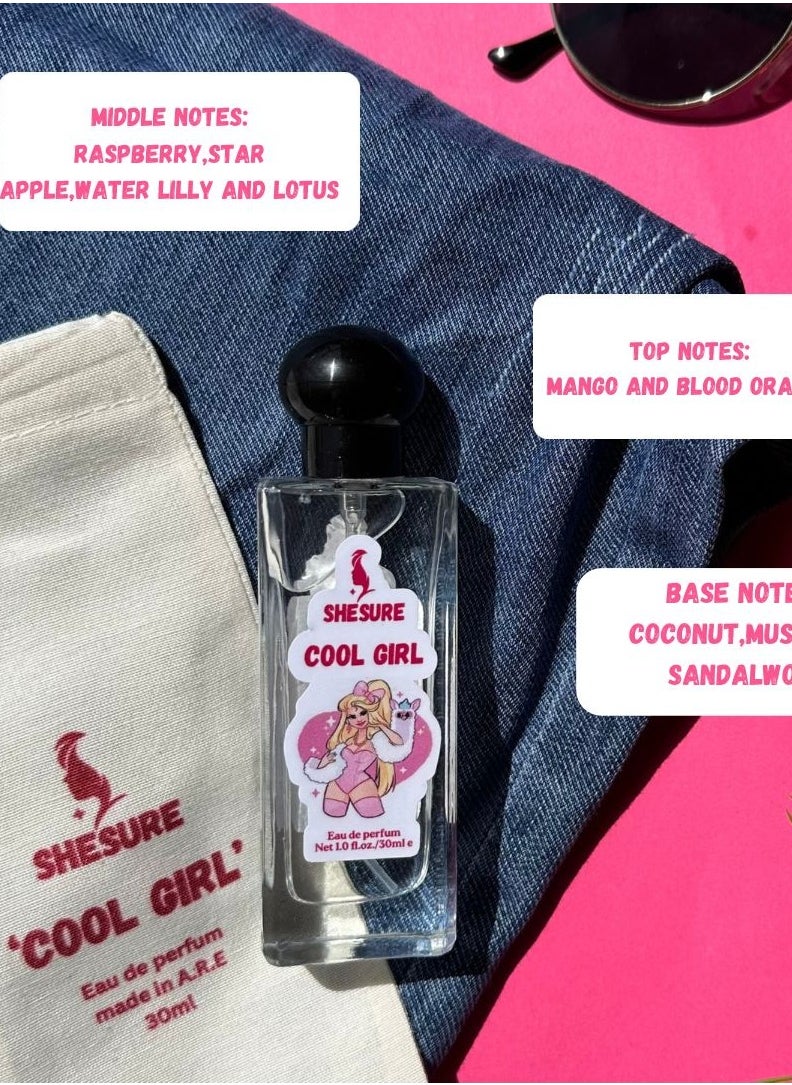 MIDDLE NOTES:
RASPBERRY,STAR
APPLE,WATER LILLY AND LOTUS
TOP NOTES:
MANGO AND BLOOD ORA
BASE NOTE
COCONUT,MUS
SANDALWO
SHESURE
COOL GIRL
Eau de perfum
Net 1.0 fl.oz./30ml e
SHESURE
'COOL GIRL'
Eau de perfum
made in A.R.E
30ml